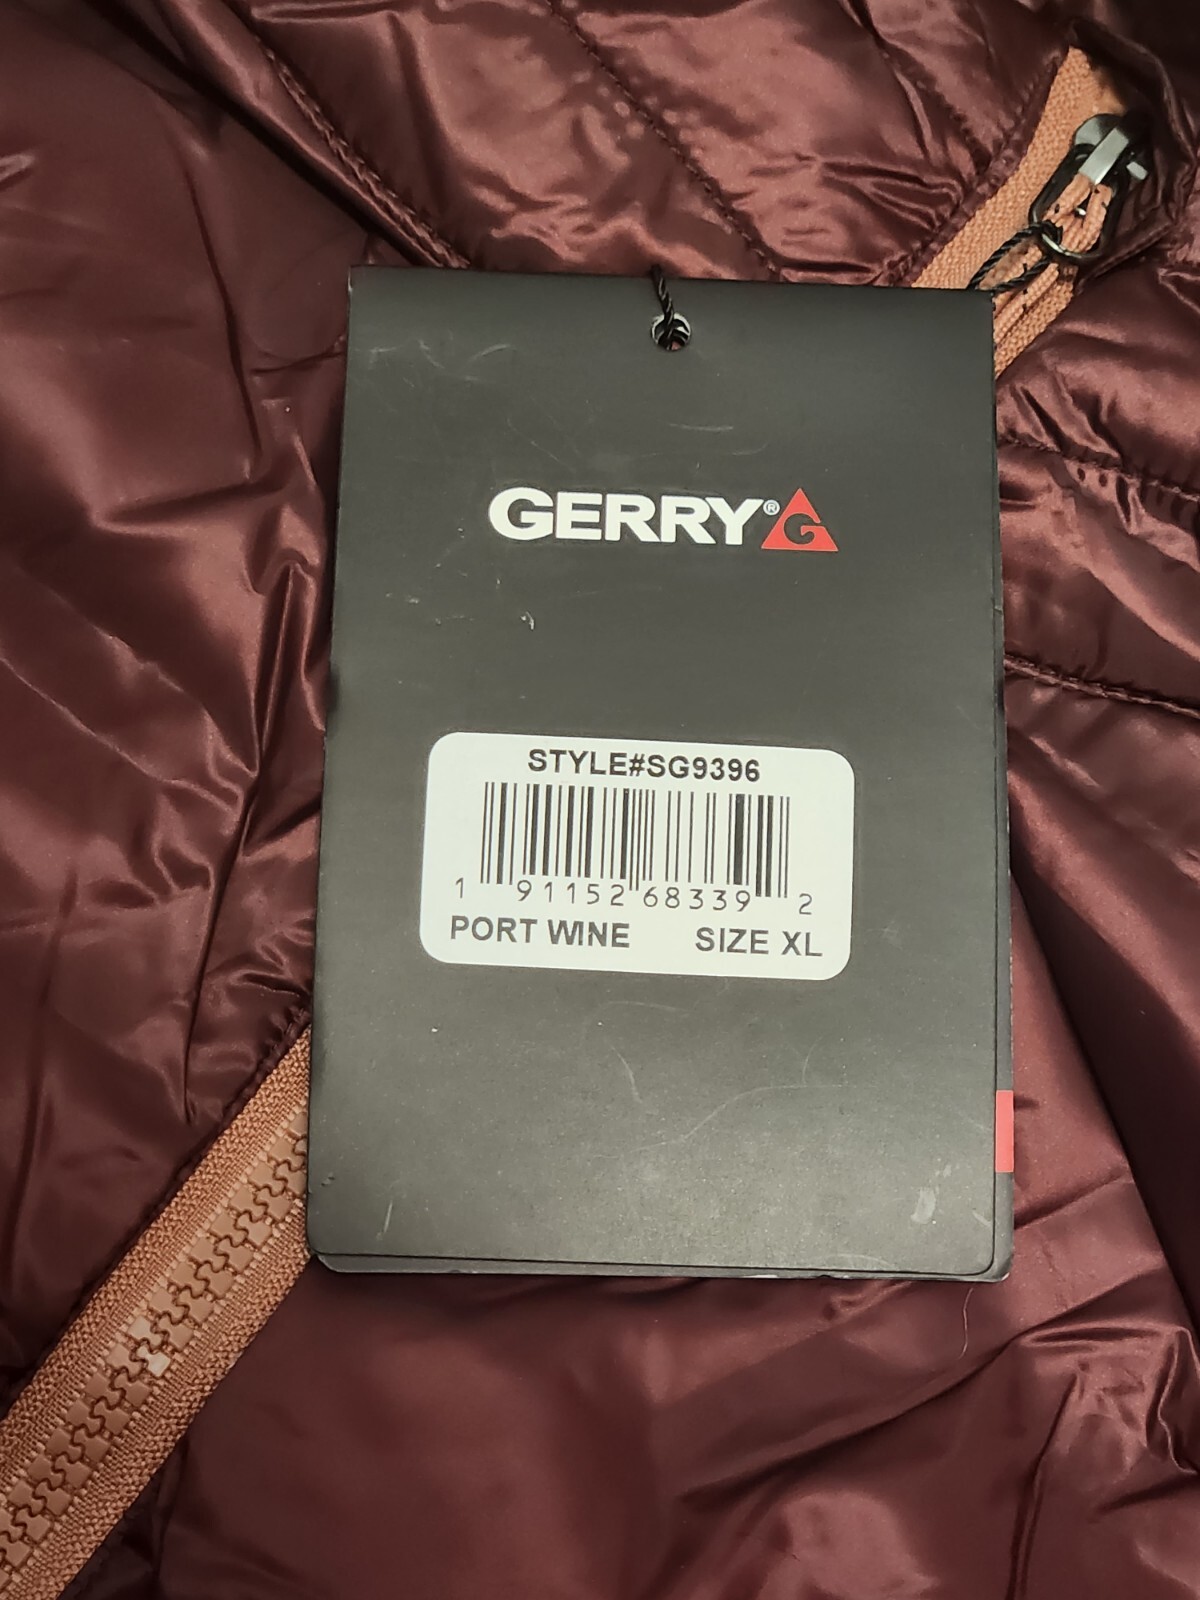 GERRY®
STYLE#SG9396
1 91152 68339 2
PORT WINE SIZE XL